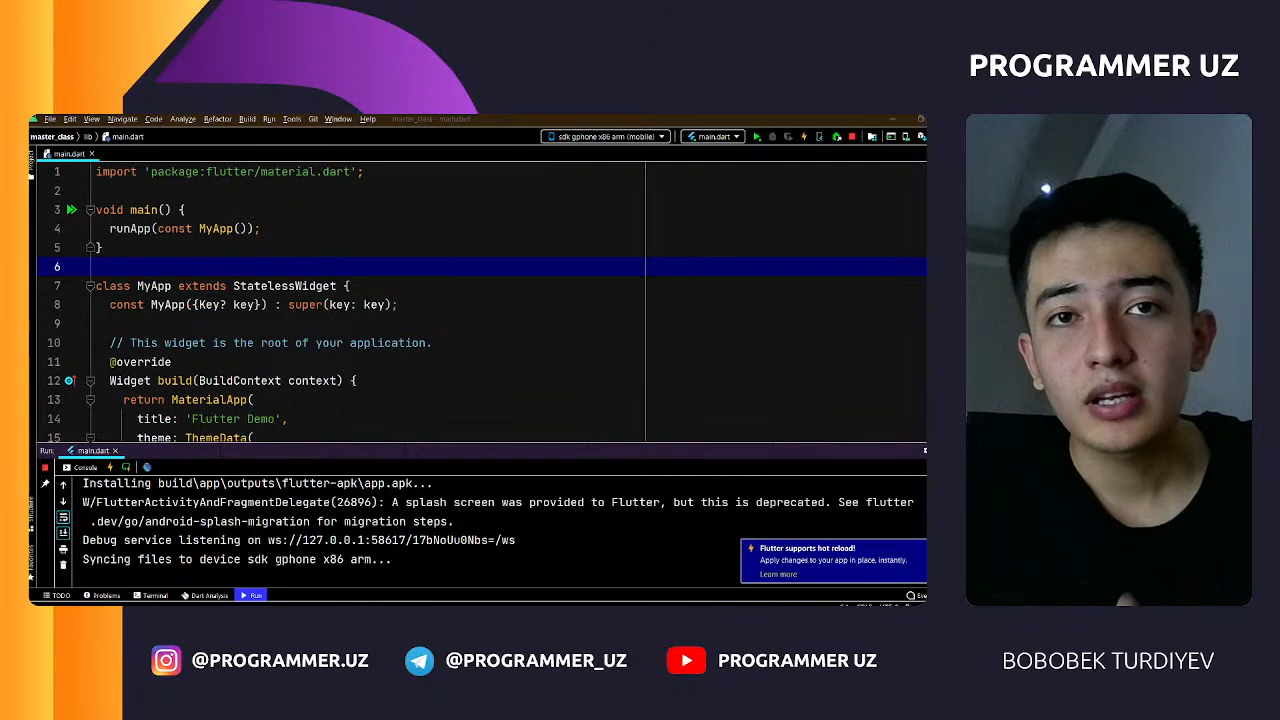 PROGRAMMER UZ
File Edit View Navigate Code Analyze Refactor Build Run Tools Git Window Help master_class - main.dart
master_class lib main.dart sdk gphone x86 arm (mobile) main.dart
Project main.dart
1 import 'package:flutter/material.dart';
2
3 void main() {
4 runApp(const MyApp());
5 }
6
7 class MyApp extends StatelessWidget {
8 const MyApp({Key? key}) : super(key: key);
9
10 // This widget is the root of your application.
11 @override
12 Widget build(BuildContext context) {
13 return MaterialApp(
14 title: 'Flutter Demo',
15 theme: ThemeData(
Run: main.dart
Console
Installing build\app\outputs\flutter-apk\app.apk...
W/FlutterActivityAndFragmentDelegate(26896): A splash screen was provided to Flutter, but this is deprecated. See flutter
.dev/go/android-splash-migration for migration steps.
Debug service listening on ws://127.0.0.1:58617/17bNoUu0Nbs=/ws
Syncing files to device sdk gphone x86 arm...
Flutter supports hot reload!
Apply changes to your app in place, instantly.
Learn more
Structure
Favorites
TODO Problems Terminal Dart Analysis Run Eve
@PROGRAMMER.UZ @PROGRAMMER_UZ PROGRAMMER UZ BOBOBEK TURDIYEV